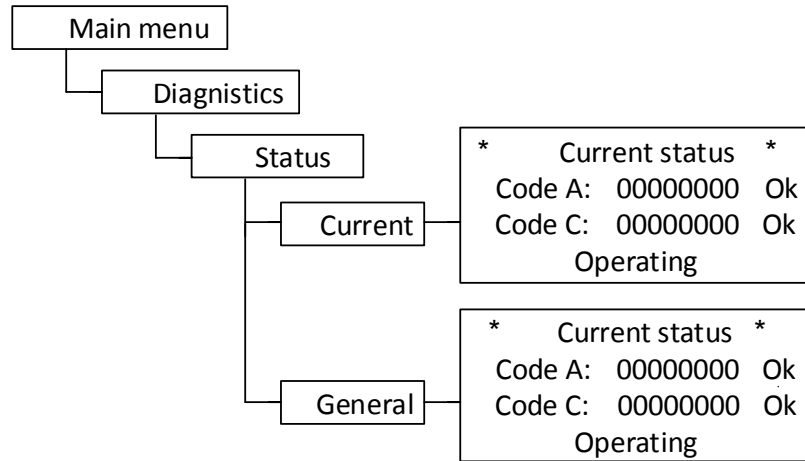 Main menu
Diagnistics
Status
Current
* Current status *
Code A: 00000000 Ok
Code C: 00000000 Ok
Operating
General
* Current status *
Code A: 00000000 Ok
Code C: 00000000 Ok
Operating